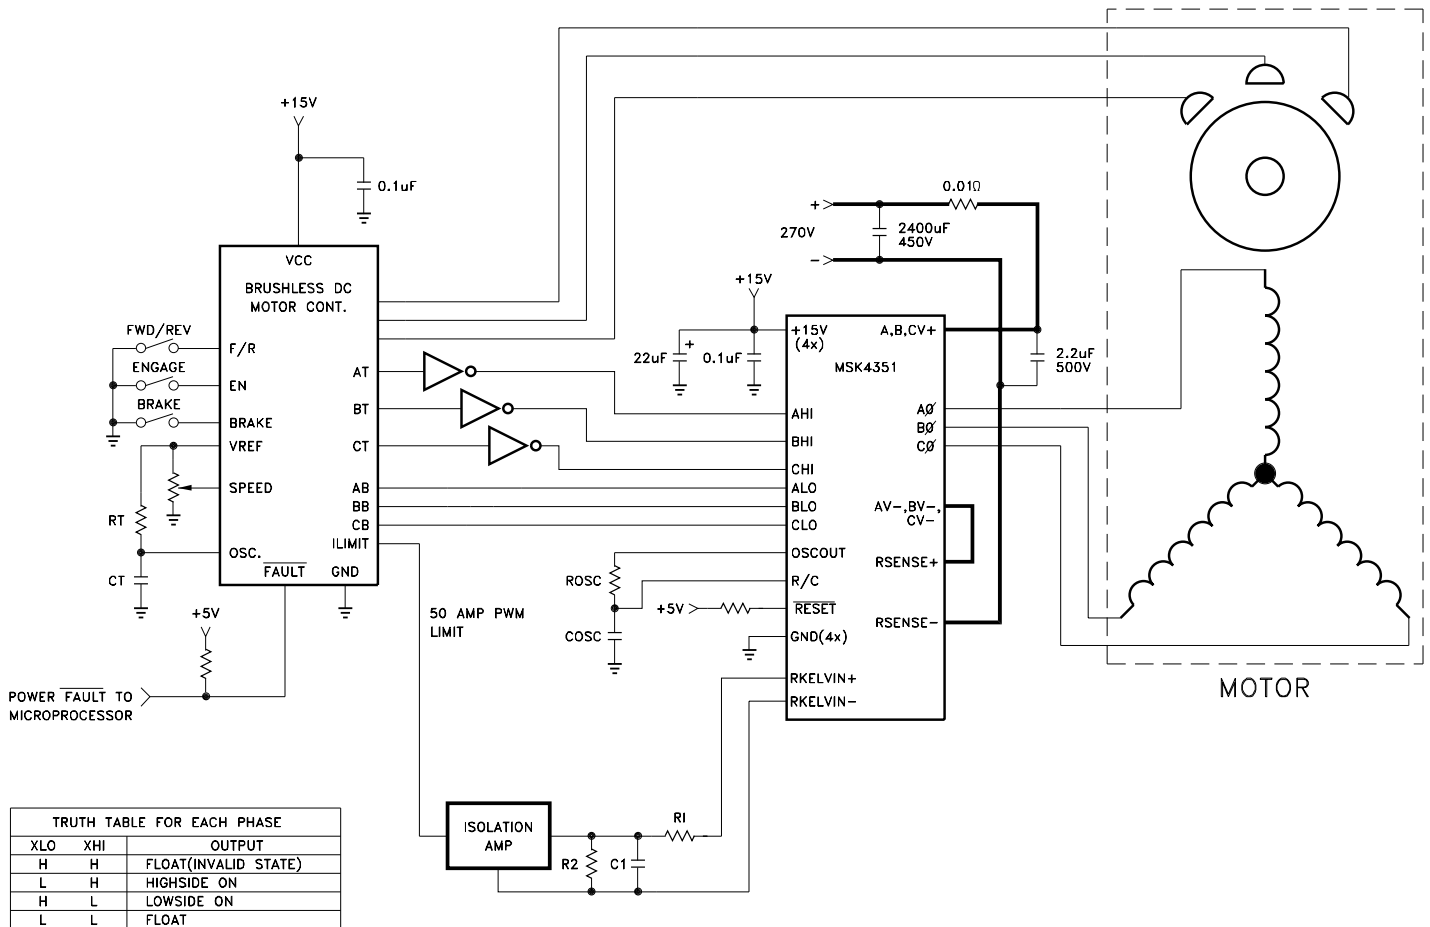 +15V
0.1uF
VCC
BRUSHLESS DC
MOTOR CONT.
FWD/REV
F/R
ENGAGE
EN
BRAKE
BRAKE
VREF
SPEED
RT
OSC.
CT
FAULT
GND
AT
BT
CT
AB
BB
CB
ILIMIT
+5V
POWER FAULT TO
MICROPROCESSOR
50 AMP PWM
LIMIT
0.01Ω
+
270V
-
2400uF
450V
+15V
22uF
+
0.1uF
+15V
(4x)
A,B,CV+
MSK4351
2.2uF
500V
AHI
BHI
CHI
ALO
BLO
CLO
OSCOUT
R/C
RESET
GND(4x)
RKELVIN+
RKELVIN-
AØ
BØ
CØ
AV-,BV-,
CV-
RSENSE+
RSENSE-
ROSC
COSC
+5V
MOTOR
ISOLATION
AMP
R1
R2
C1
TRUTH TABLE FOR EACH PHASE
XLO XHI OUTPUT
H H FLOAT(INVALID STATE)
L H HIGHSIDE ON
H L LOWSIDE ON
L L FLOAT